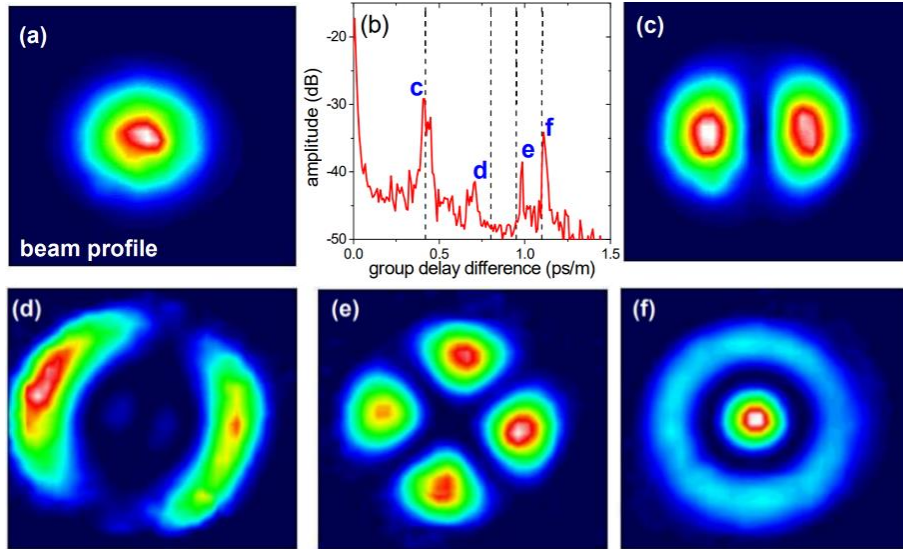 (a)
beam profile
(b)
amplitude (dB)
-20
-30
-40
-50
c
d
e
f
0.0 0.5 1.0 1.5
group delay difference (ps/m)
(c)
(d)
(e)
(f)